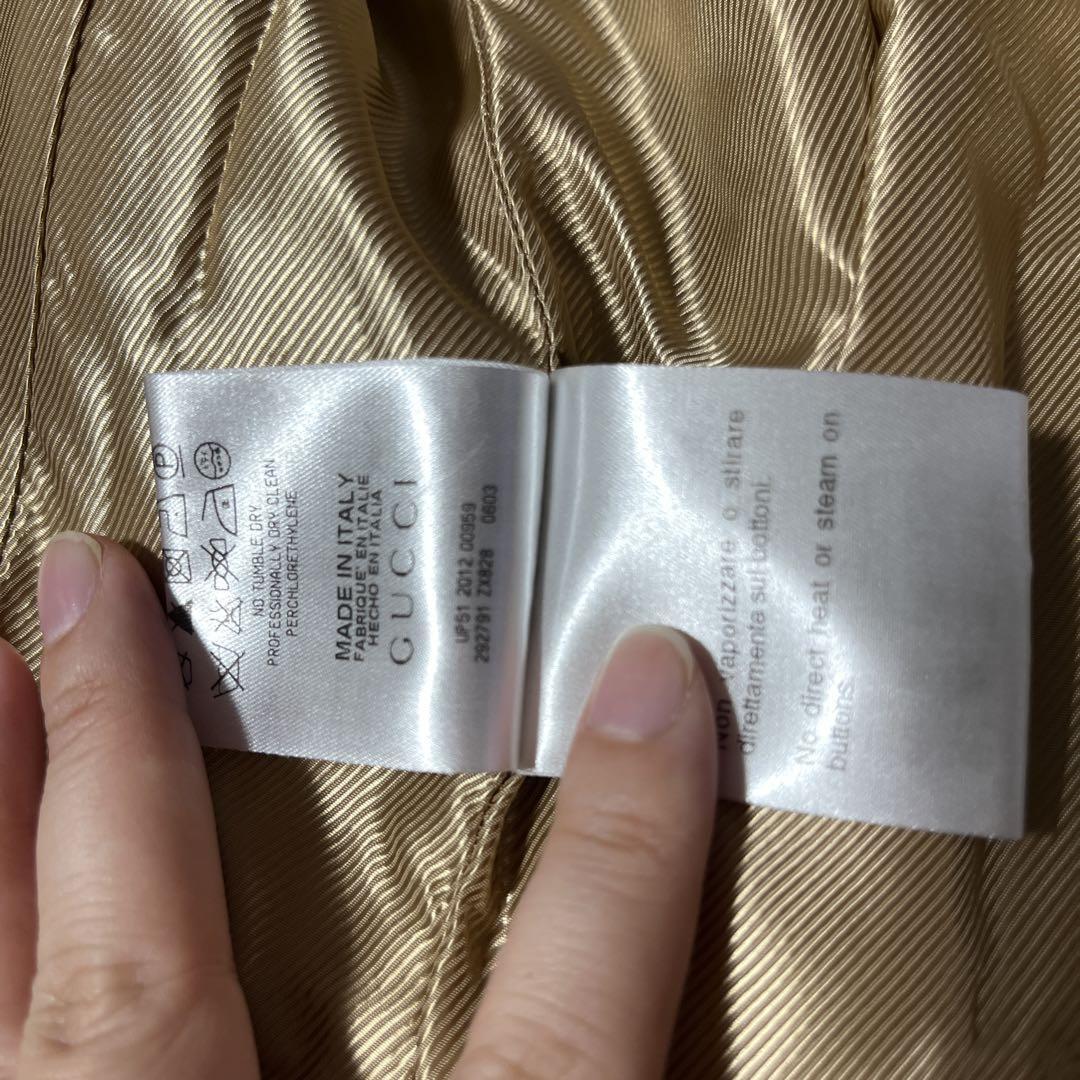 NO TUMBLE DRY
PROFESSIONALLY DRY CLEAN
PERCHLORETHYLENE
MADE IN ITALY
FABRIQUE' EN ITALIE
HECHO EN ITALIA
GUCCI
UP51 2012 00959
292791 ZX828 0603
Non vaporizzare o stirare
direttamente sui bottoni.
No direct heat or steam on
buttons.